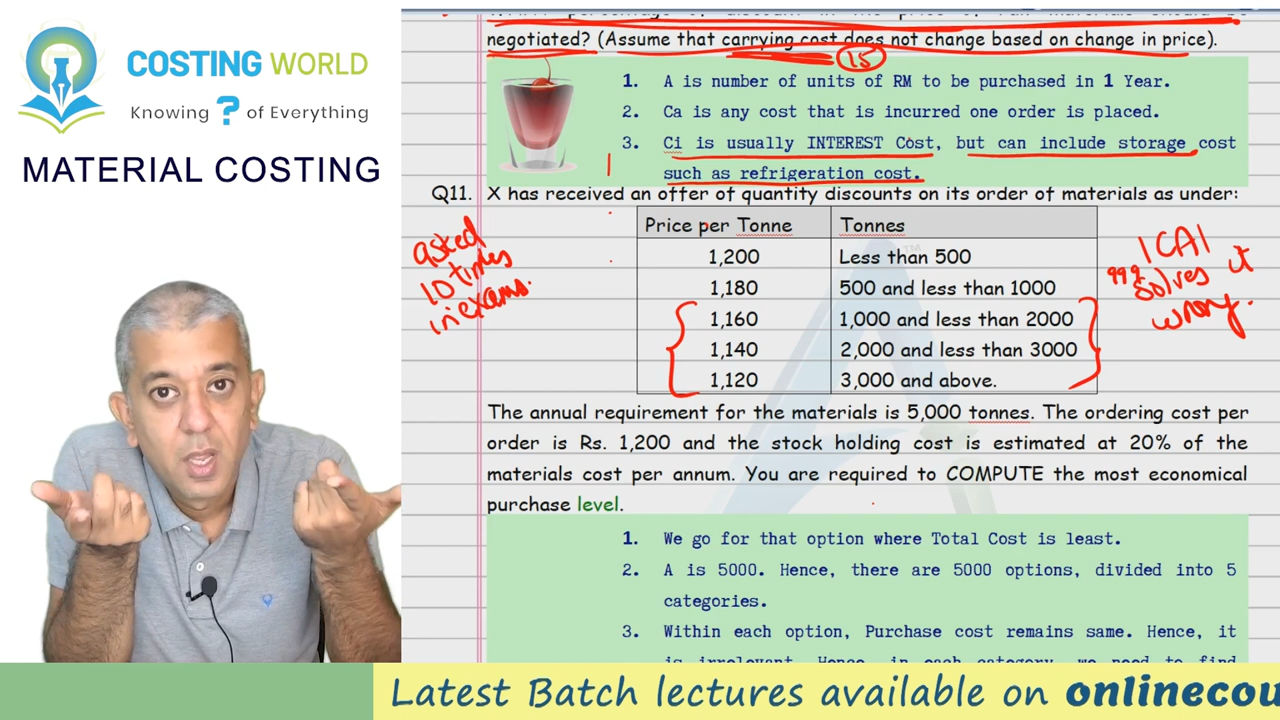 COSTING WORLD
Knowing ? of Everything
MATERIAL COSTING
negotiated? (Assume that carrying cost does not change based on change in price).
15
1. A is number of units of RM to be purchased in 1 Year.
2. Ca is any cost that is incurred one order is placed.
3. Ci is usually INTEREST Cost, but can include storage cost
such as refrigeration cost.
Q11. X has received an offer of quantity discounts on its order of materials as under:
Price per Tonne Tonnes
1,200 Less than 500
1,180 500 and less than 1000
1,160 1,000 and less than 2000
1,140 2,000 and less than 3000
1,120 3,000 and above.
asked
10 times
in exams.
ICAI
solves it
wrong.
The annual requirement for the materials is 5,000 tonnes. The ordering cost per
order is Rs. 1,200 and the stock holding cost is estimated at 20% of the
materials cost per annum. You are required to COMPUTE the most economical
purchase level.
1. We go for that option where Total Cost is least.
2. A is 5000. Hence, there are 5000 options, divided into 5
categories.
3. Within each option, Purchase cost remains same. Hence, it
Latest Batch lectures available on onlinecou